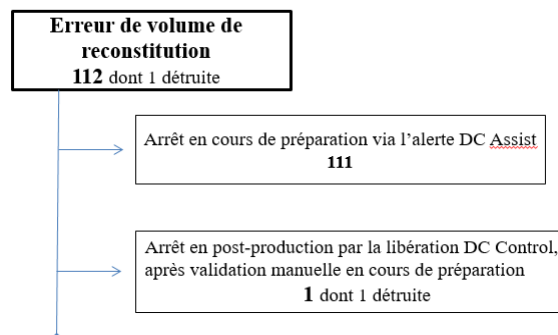 Erreur de volume de
reconstitution
112 dont 1 détruite
Arrêt en cours de préparation via l’alerte DC Assist
111
Arrêt en post-production par la libération DC Control,
après validation manuelle en cours de préparation
1 dont 1 détruite